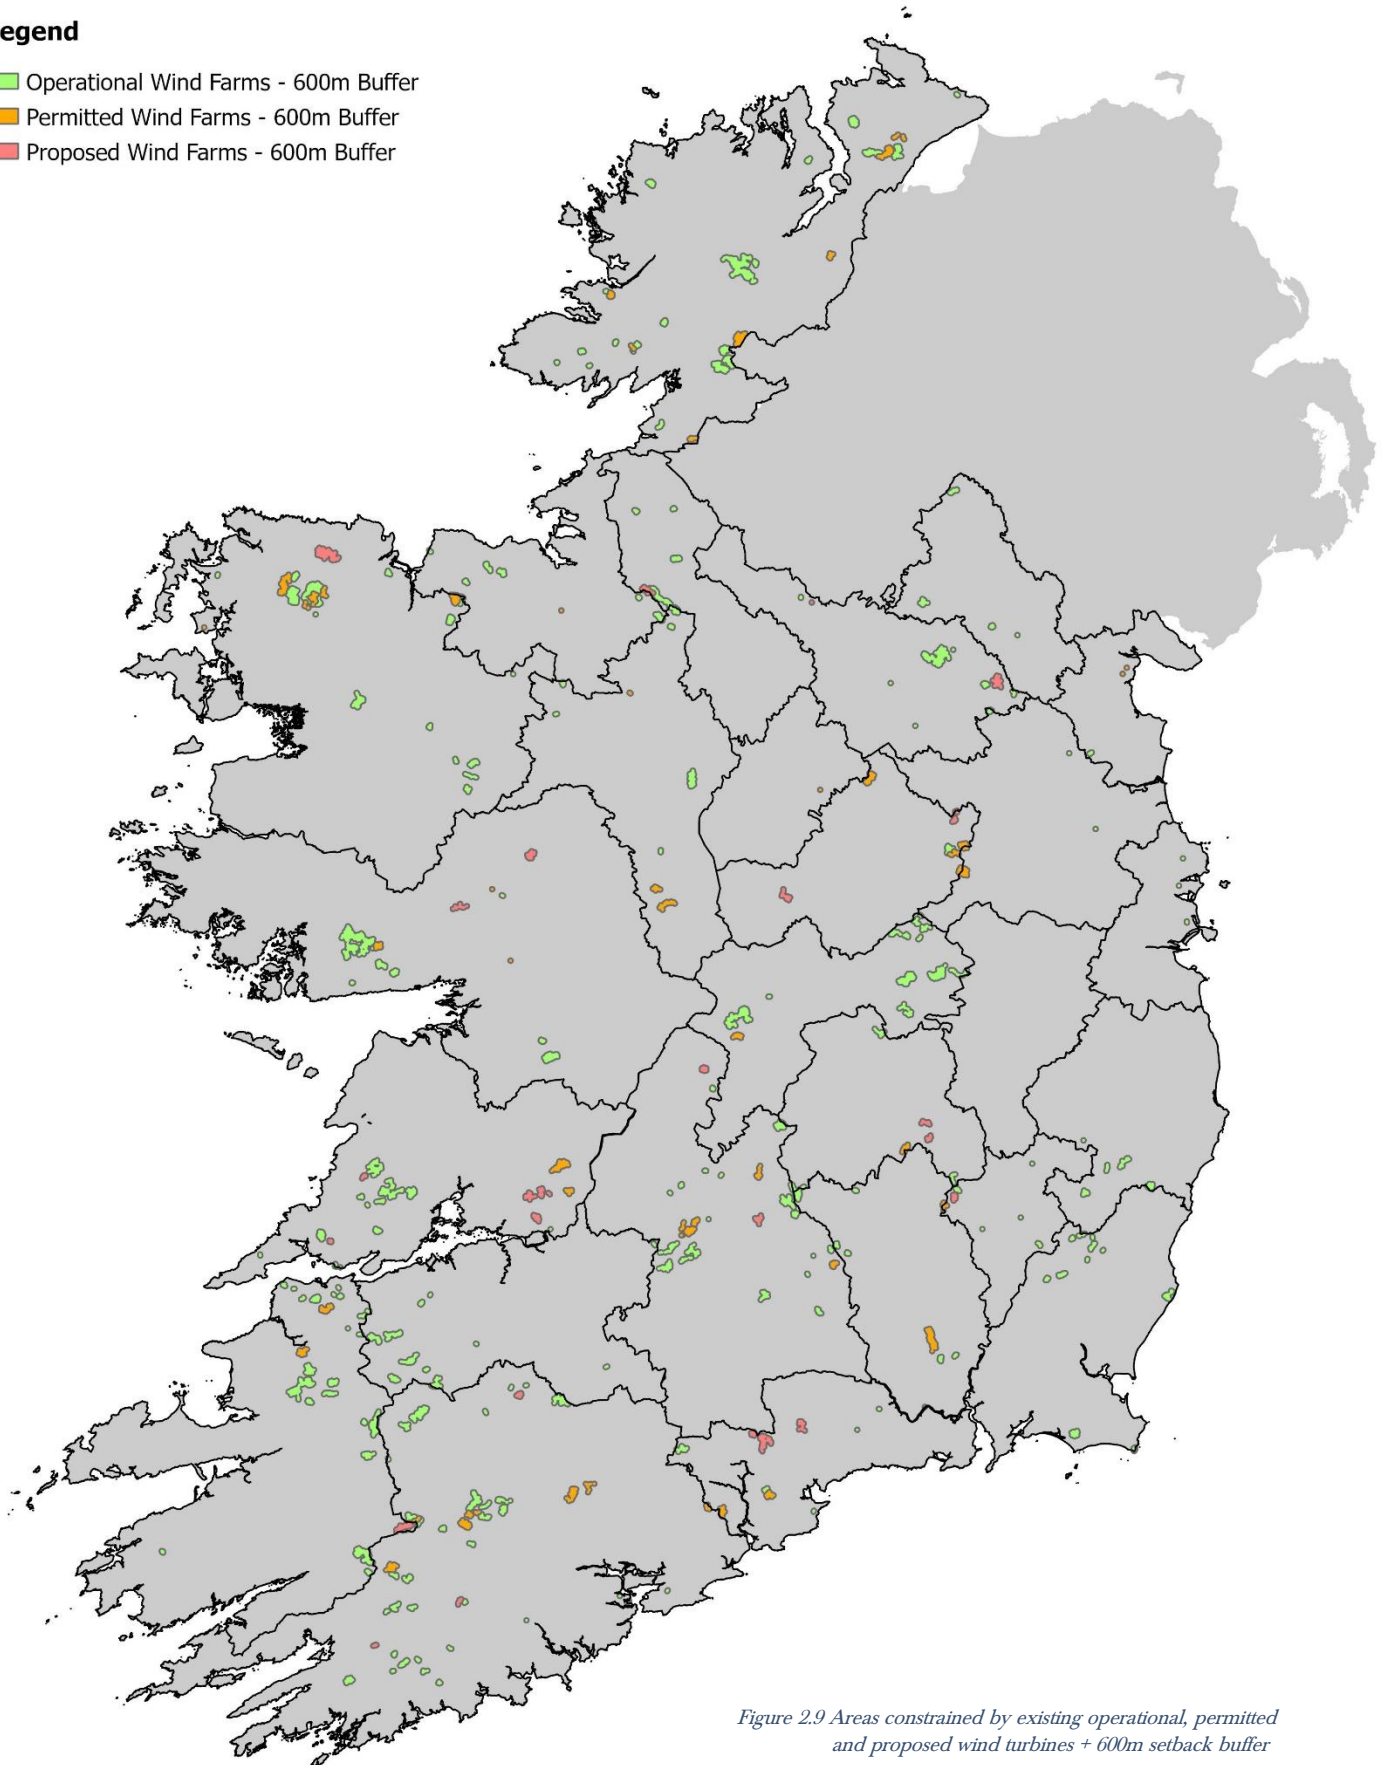 egend
Operational Wind Farms - 600m Buffer
Permitted Wind Farms - 600m Buffer
Proposed Wind Farms - 600m Buffer
Figure 2.9 Areas constrained by existing operational, permitted
and proposed wind turbines + 600m setback buffer